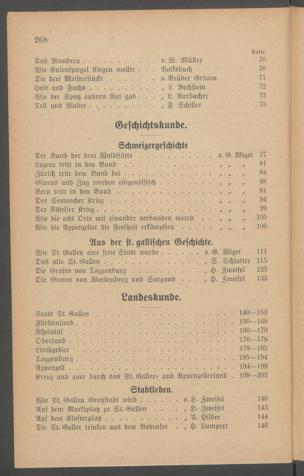 268
Seite
Das Wandern . . . . . . . . . . v. W. Müller 70
Wie Eulenspiegel fliegen wollte . . . Volksbuch 70
Die drei Meisterstücke . . . . . . v. Brüder Grimm 71
Hase und Fuchs . . . . . . . . . „ L. Bechstein 72
Wie der Spatz andern Rat gab . . . „ L. Aurbacher 73
Tell und Walter . . . . . . . . . „ F. Schiller 75
Geschichtskunde.
Schweizergeschichte
Der Bund der drei Waldstätte . . . . . . . v. G. Wiget 77
Luzern tritt in den Bund . . . . . . . . . „ „ „ 81
Zürich tritt dem Bund bei . . . . . . . . . „ „ „ 84
Glarus und Zug werden eidgenössisch . . . . „ „ „ 88
Bern tritt in den Bund . . . . . . . . . . „ „ „ 91
Der Sempacher Krieg . . . . . . . . . . . „ „ „ 94
Der Näfelser Krieg . . . . . . . . . . . . „ „ „ 99
Wie die acht Orte mit einander verbunden waren . „ „ „ 105
Wie die Appenzeller die Freiheit erkämpften . . „ „ „ 106
Aus der st. gallischen Geschichte.
Wie St. Gallen eine freie Stadt wurde . . . . v. G. Wiget 111
Das alte St. Gallen . . . . . . . . . . . „ S. Schlatter 115
Die Grafen von Toggenburg . . . . . . . . „ H. Zweifel 123
Die Grafen von Werdenberg und Sargans . . . „ H. Zweifel 133
Landeskunde.
Stadt St. Gallen . . . . . . . . . . . . . 140—150
Fürstenland . . . . . . . . . . . . . . . 150—160
Rheintal . . . . . . . . . . . . . . . . 160—170
Oberland . . . . . . . . . . . . . . . . 170—179
Linthgebiet . . . . . . . . . . . . . . . 179—185
Toggenburg . . . . . . . . . . . . . . . 185—194
Appenzell . . . . . . . . . . . . . . . . 194—199
Kreuz und quer durch das St. Galler- und Appenzellerland . 199—202
Stadtleben.
Wie St. Gallen Großstadt wird . . . . . v. H. Zweifel 140
Auf dem Marktplatz zu St. Gallen . . . . „ H. Zweifel 143
Auf dem Klosterplatz . . . . . . . . . „ U. Hilber 144
Die St. Galler trinken aus dem Bodensee . . „ H. Lumpert 146